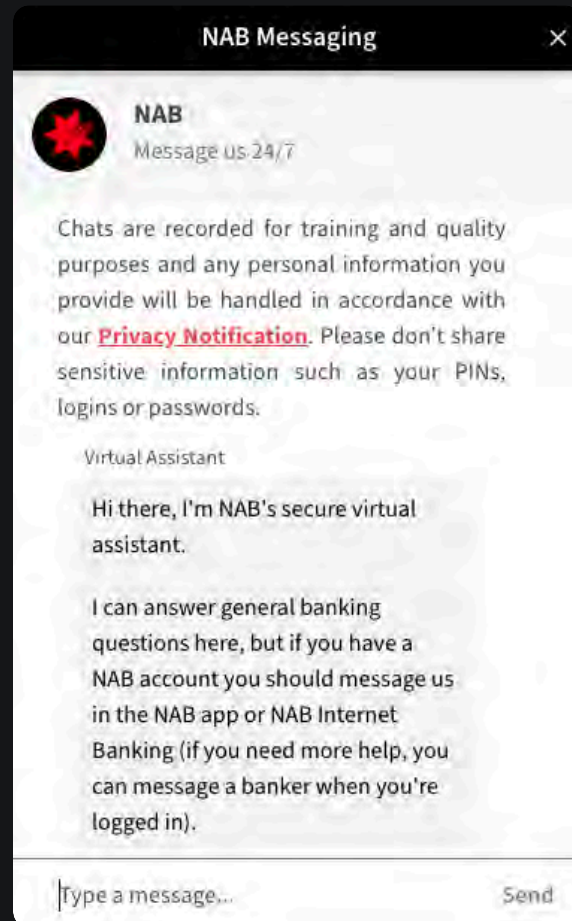 NAB Messaging
NAB
Message us 24/7
Chats are recorded for training and quality
purposes and any personal information you
provide will be handled in accordance with
our Privacy Notification. Please don't share
sensitive information such as your PINs,
logins or passwords.
Virtual Assistant
Hi there, I'm NAB's secure virtual
assistant.
I can answer general banking
questions here, but if you have a
NAB account you should message us
in the NAB app or NAB Internet
Banking (if you need more help, you
can message a banker when you're
logged in).
Type a message...
Send